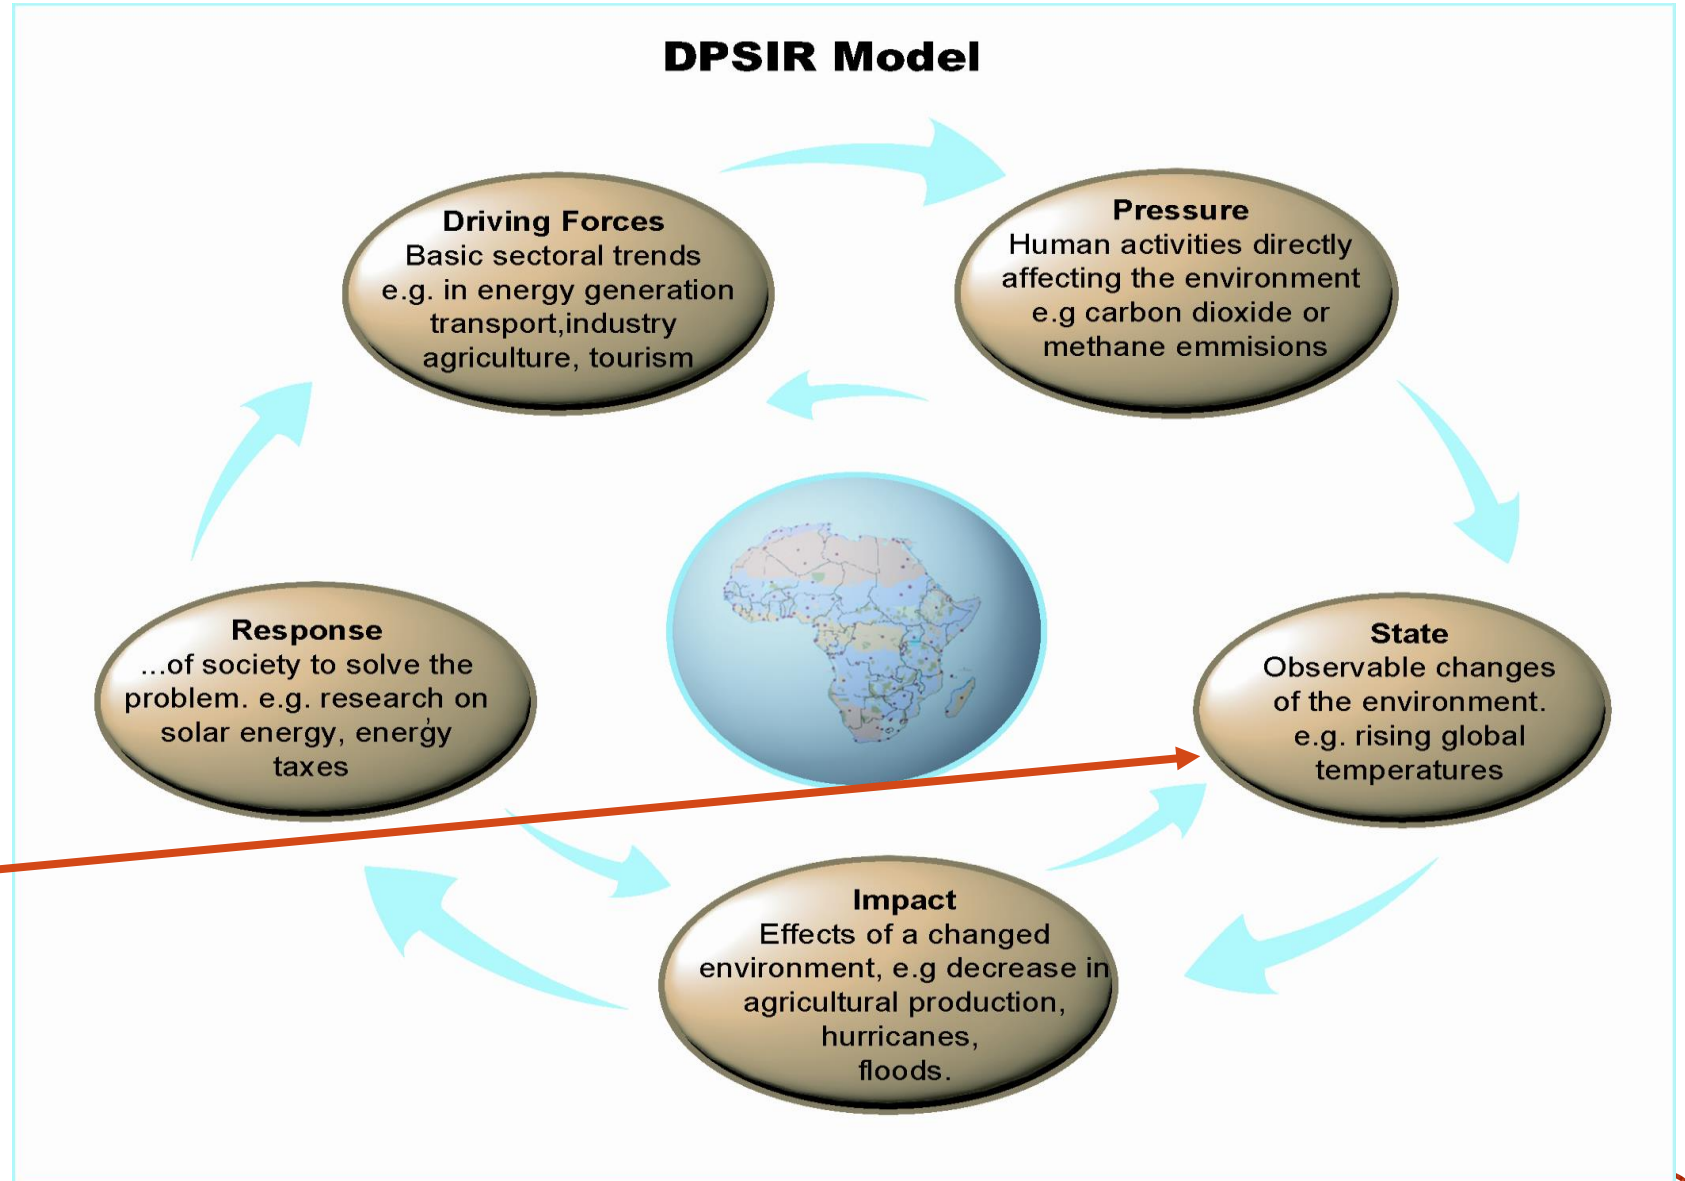 DPSIR Model
Driving Forces
Basic sectoral trends
e.g. in energy generation
transport,industry
agriculture, tourism
Pressure
Human activities directly
affecting the environment
e.g carbon dioxide or
methane emmisions
Response
...of society to solve the
problem. e.g. research on
solar energy, energy
taxes
State
Observable changes
of the environment.
e.g. rising global
temperatures
Impact
Effects of a changed
environment, e.g decrease in
agricultural production,
hurricanes,
floods.